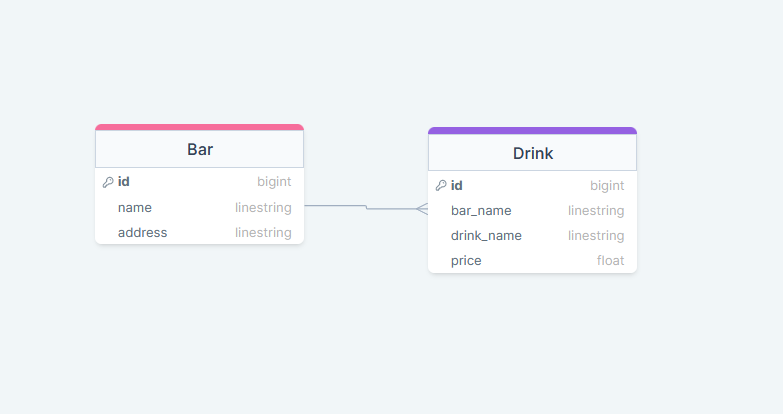 Bar
id bigint
name linestring
address linestring
Drink
id bigint
bar_name linestring
drink_name linestring
price float